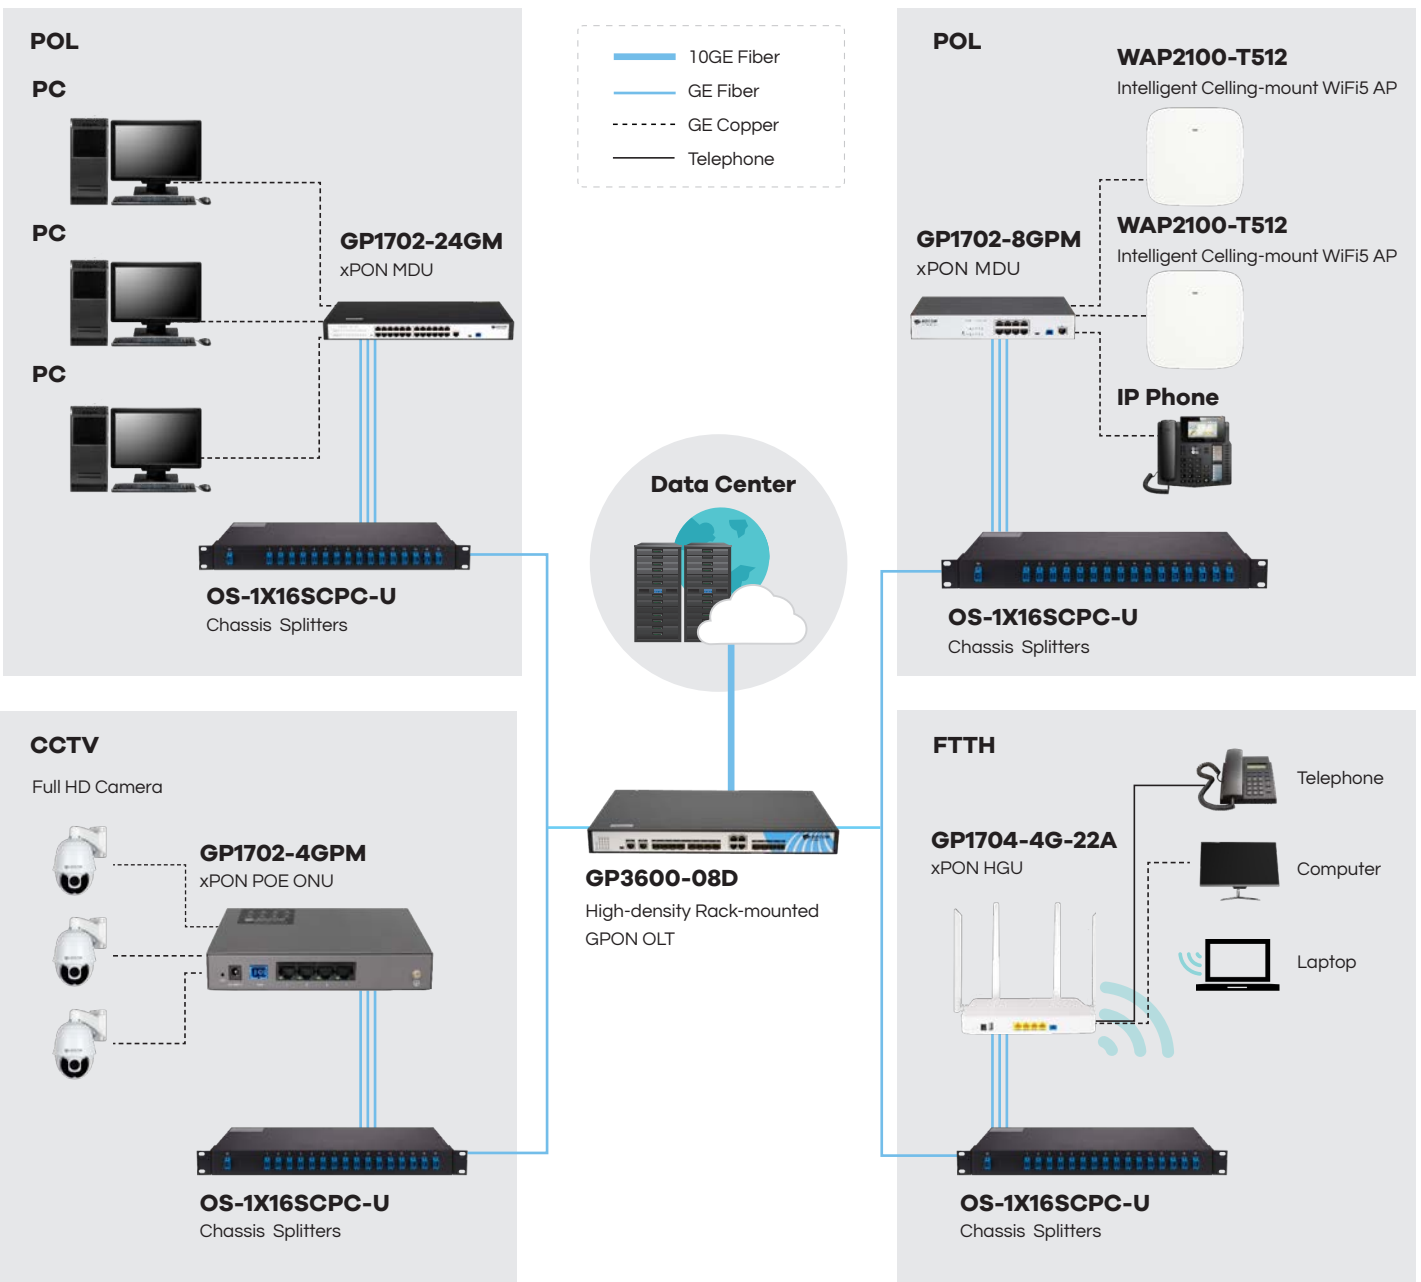 POL
PC
PC
PC
GP1702-24GM
xPON MDU
OS-1X16SCPC-U
Chassis Splitters
10GE Fiber
GE Fiber
GE Copper
Telephone
POL
WAP2100-T512
Intelligent Celling-mount WiFi5 AP
WAP2100-T512
Intelligent Celling-mount WiFi5 AP
GP1702-8GPM
xPON MDU
IP Phone
OS-1X16SCPC-U
Chassis Splitters
Data Center
CCTV
Full HD Camera
GP1702-4GPM
xPON POE ONU
OS-1X16SCPC-U
Chassis Splitters
GP3600-08D
High-density Rack-mounted
GPON OLT
FTTH
GP1704-4G-22A
xPON HGU
Telephone
Computer
Laptop
OS-1X16SCPC-U
Chassis Splitters